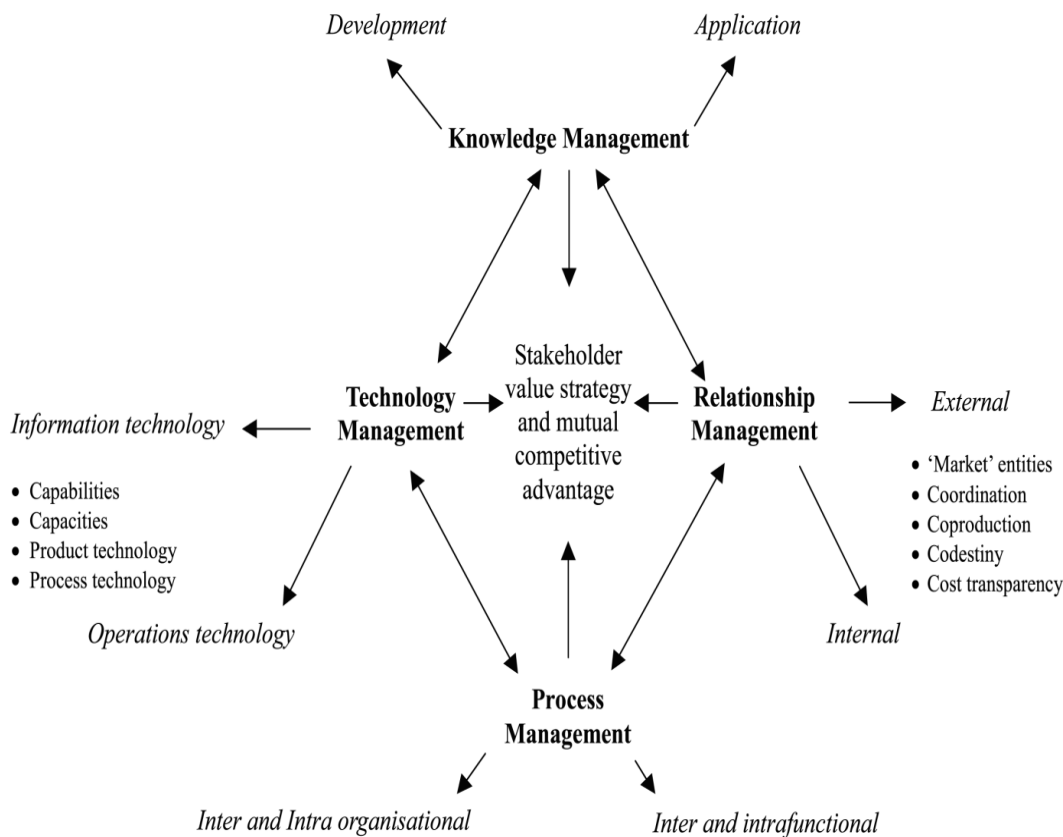 Development
Application
Knowledge Management
Stakeholder
value strategy
and mutual
competitive
advantage
Technology
Management
Relationship
Management
Information technology
• Capabilities
• Capacities
• Product technology
• Process technology
Operations technology
External
• ‘Market’ entities
• Coordination
• Coproduction
• Codestiny
• Cost transparency
Internal
Process
Management
Inter and Intra organisational
Inter and intrafunctional